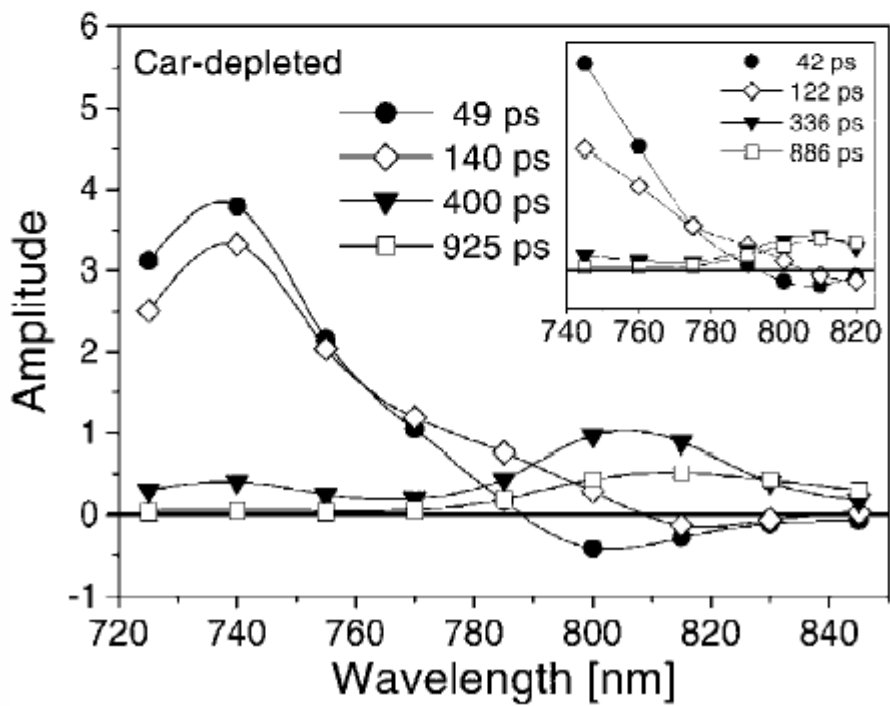 Car-depleted
49 ps
140 ps
400 ps
925 ps
Amplitude
6
5
4
3
2
1
0
-1
720 740 760 780 800 820 840
Wavelength [nm]
42 ps
122 ps
336 ps
886 ps
740 760 780 800 820